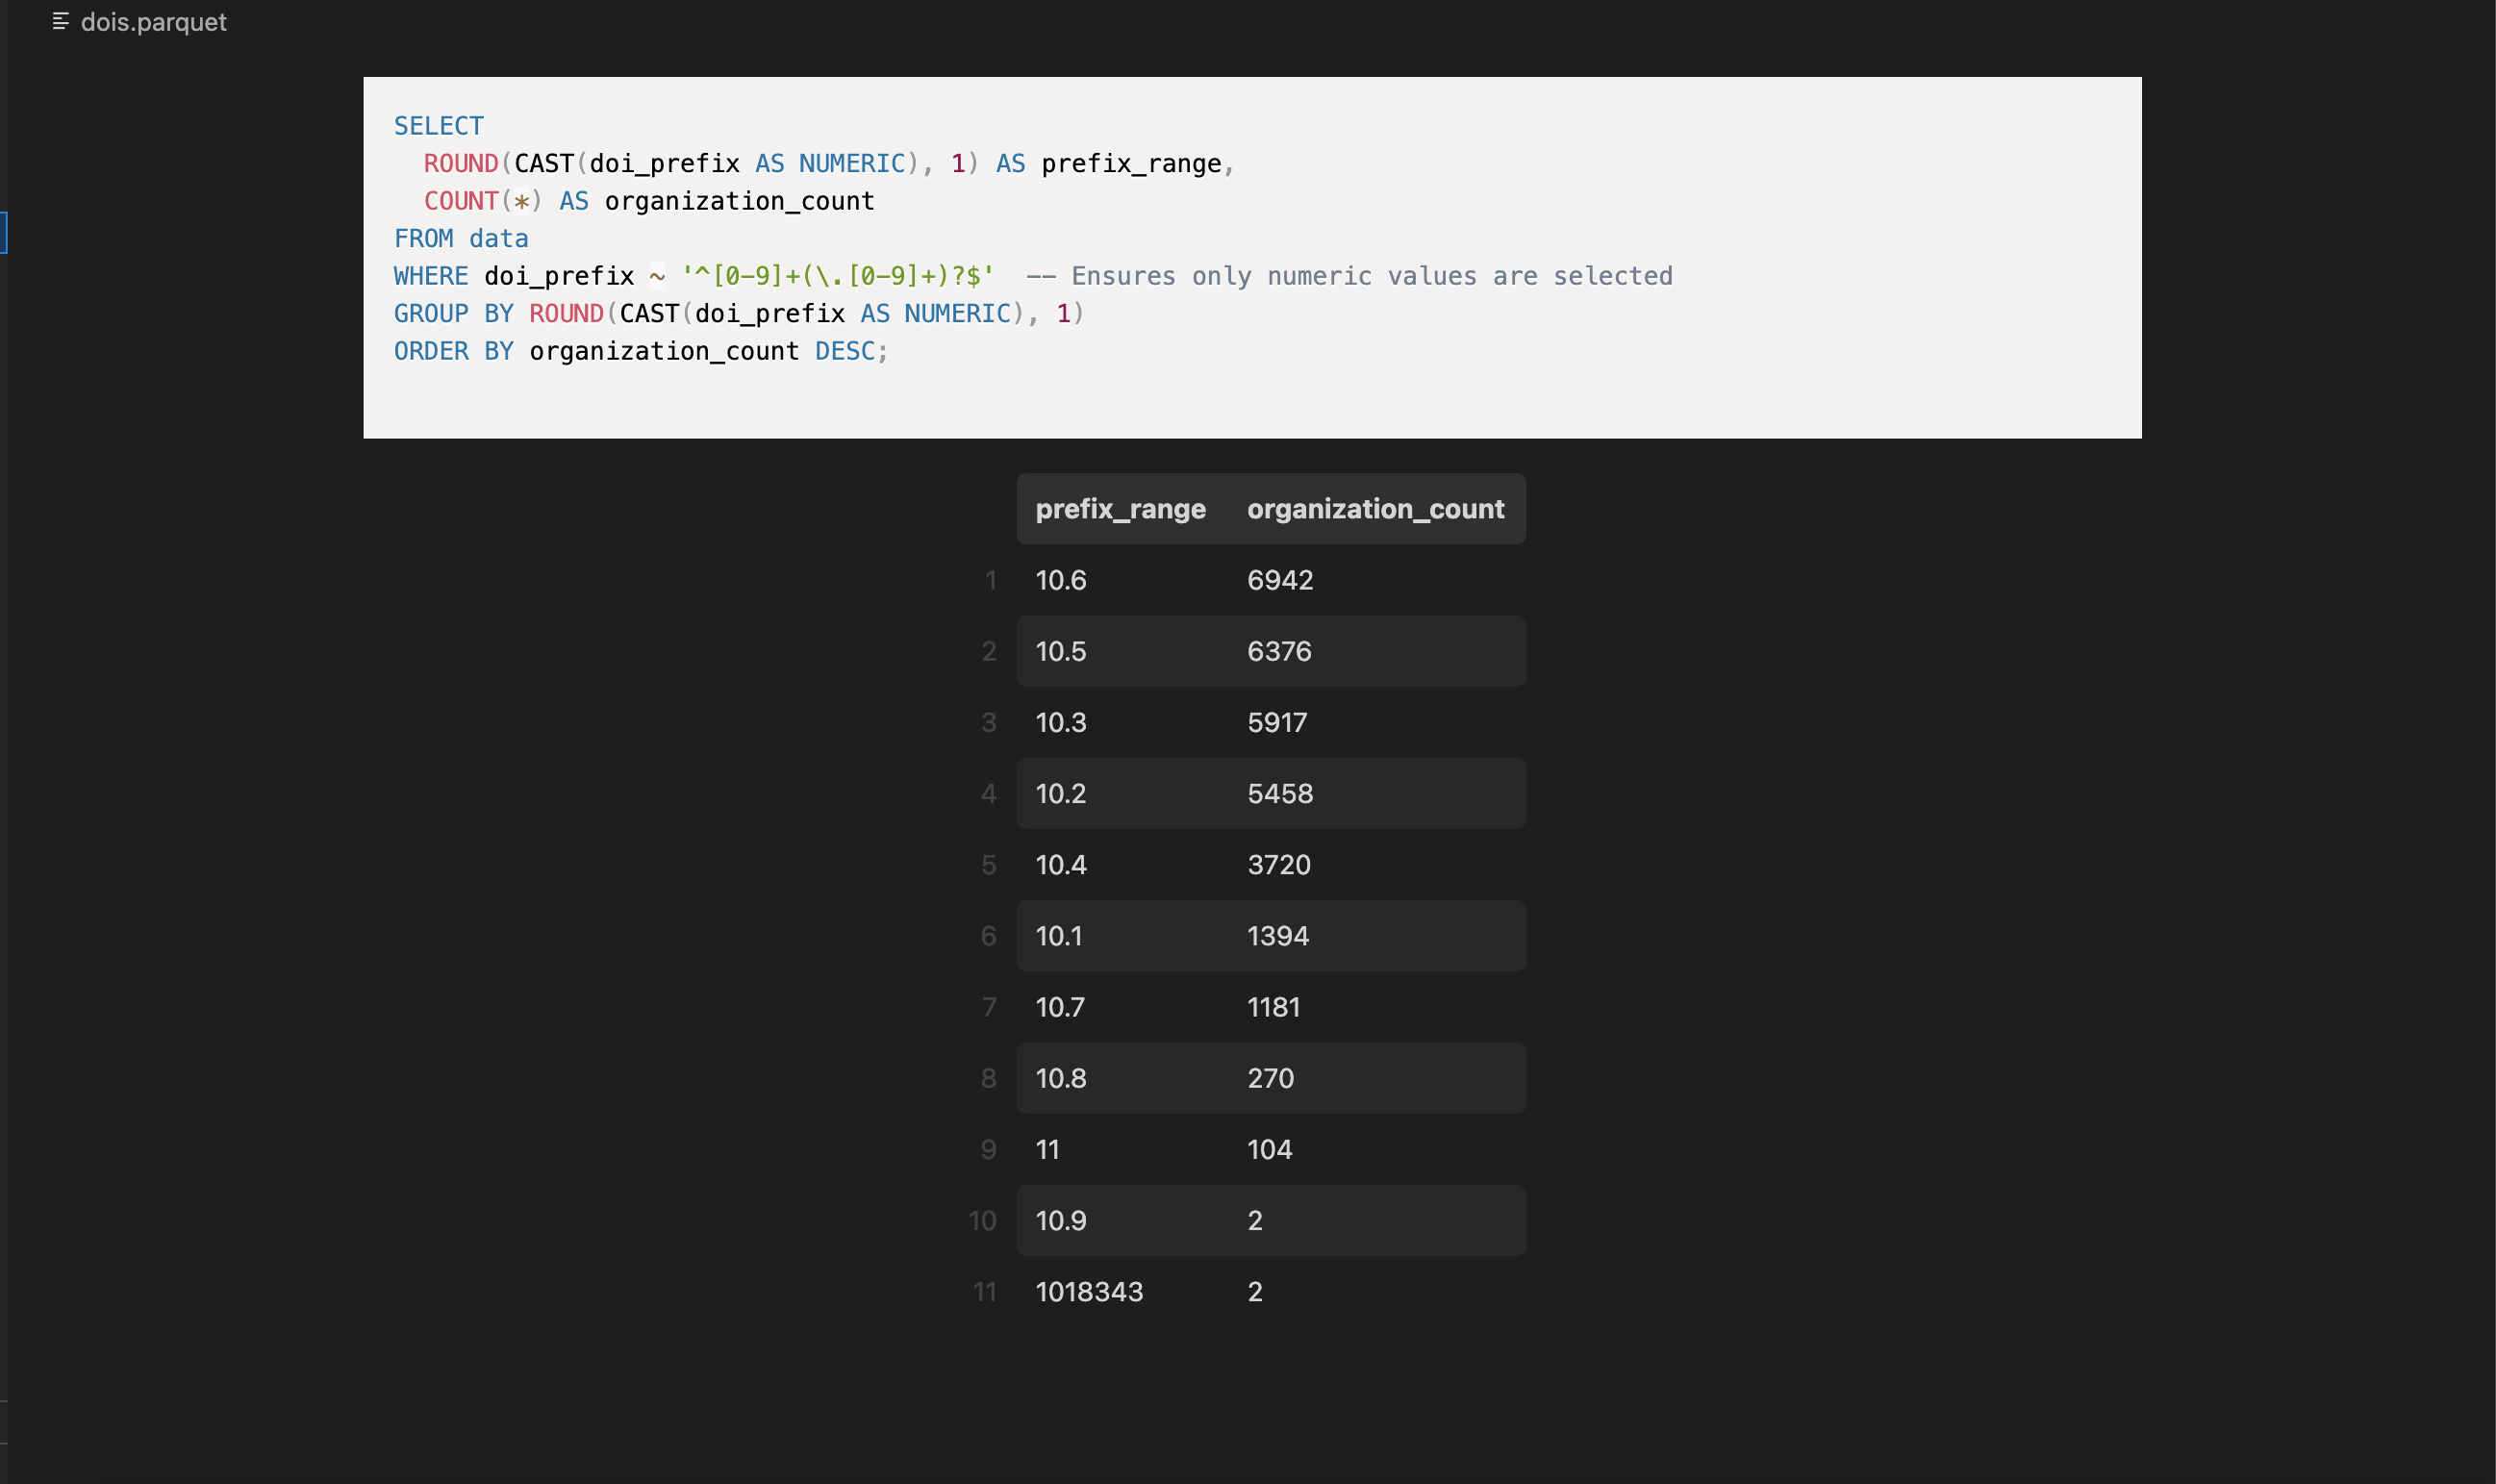 dois.parquet
SELECT
  ROUND(CAST(doi_prefix AS NUMERIC), 1) AS prefix_range,
  COUNT(*) AS organization_count
FROM data
WHERE doi_prefix ~ '^[0-9]+(\.[0-9]+)?$'  -- Ensures only numeric values are selected
GROUP BY ROUND(CAST(doi_prefix AS NUMERIC), 1)
ORDER BY organization_count DESC;
prefix_range organization_count
1 10.6 6942
2 10.5 6376
3 10.3 5917
4 10.2 5458
5 10.4 3720
6 10.1 1394
7 10.7 1181
8 10.8 270
9 11 104
10 10.9 2
11 1018343 2